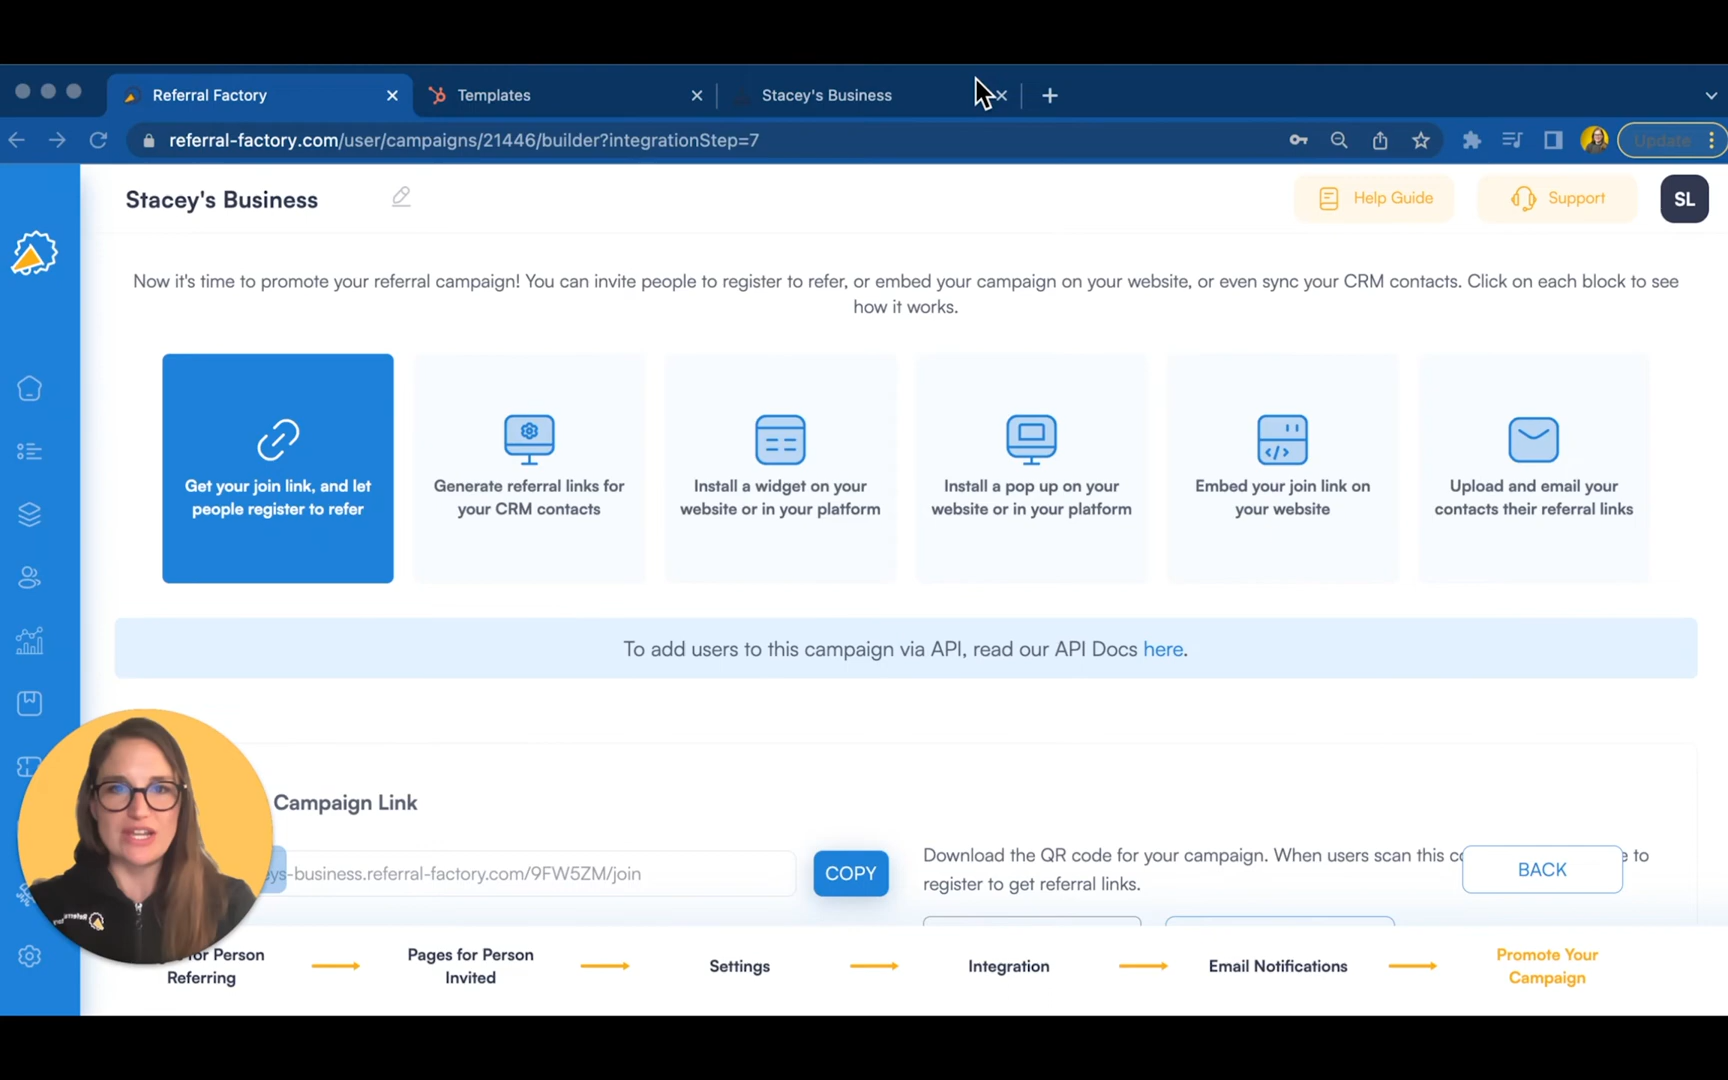 Referral Factory
Templates
Stacey's Business
referral-factory.com/user/campaigns/21446/builder?integrationStep=7
Update
Stacey's Business
Help Guide
Support
SL
Now it's time to promote your referral campaign! You can invite people to register to refer, or embed your campaign on your website, or even sync your CRM contacts. Click on each block to see
how it works.
Get your join link, and let
people register to refer
Generate referral links for
your CRM contacts
Install a widget on your
website or in your platform
Install a pop up on your
website or in your platform
Embed your join link on
your website
Upload and email your
contacts their referral links
To add users to this campaign via API, read our API Docs here.
Campaign Link
eys-business.referral-factory.com/9FW5ZM/join
COPY
Download the QR code for your campaign. When users scan this co
to
register to get referral links.
BACK
for Person
Referring
Pages for Person
Invited
Settings
Integration
Email Notifications
Promote Your
Campaign